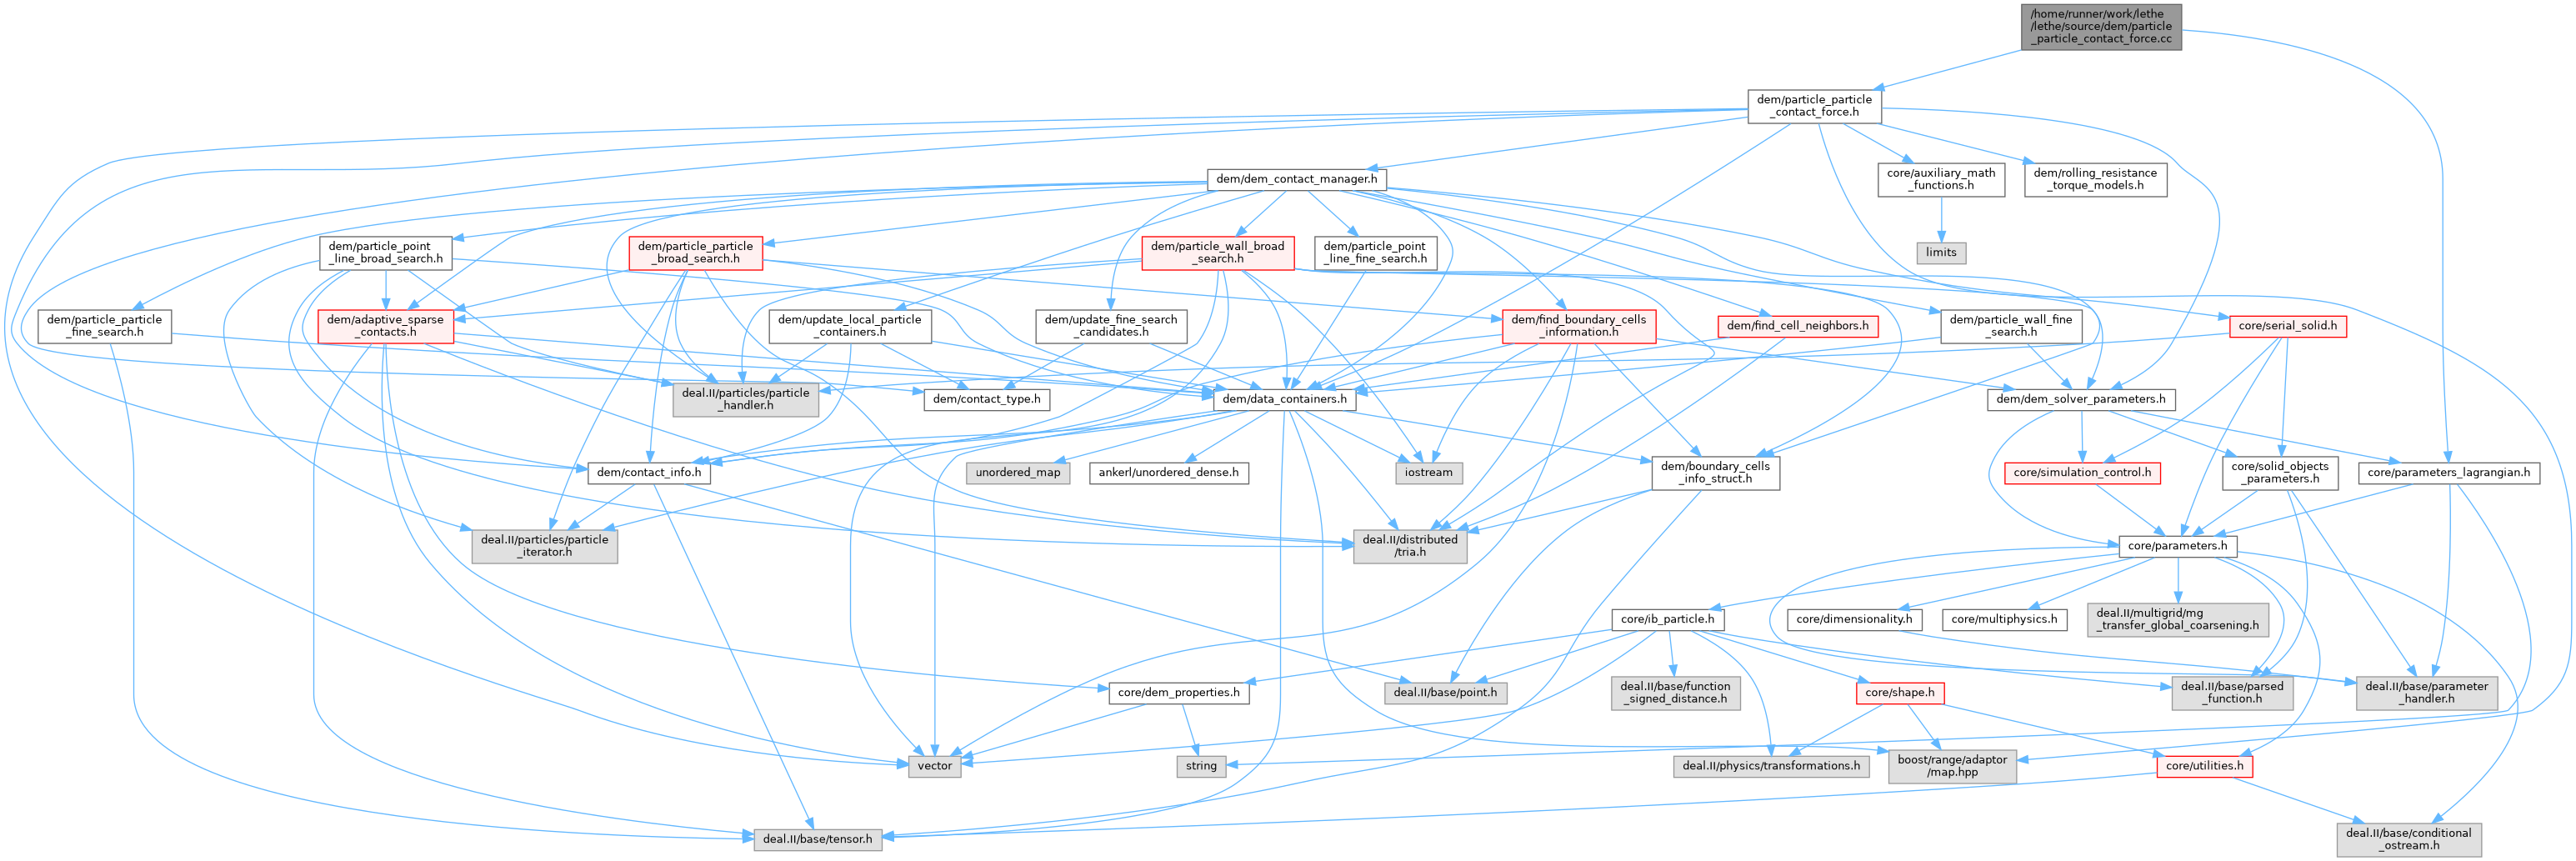 /home/runner/work/lethe
/lethe/source/dem/particle
_particle_contact_force.cc
dem/particle_particle
_contact_force.h
dem/dem_contact_manager.h
core/auxiliary_math
_functions.h
dem/rolling_resistance
_torque_models.h
dem/particle_point
_line_broad_search.h
dem/particle_particle
_broad_search.h
dem/particle_wall_broad
_search.h
dem/particle_point
_line_fine_search.h
limits
dem/particle_particle
_fine_search.h
dem/adaptive_sparse
_contacts.h
dem/update_local_particle
_containers.h
dem/update_fine_search
_candidates.h
dem/find_boundary_cells
_information.h
dem/find_cell_neighbors.h
dem/particle_wall_fine
_search.h
core/serial_solid.h
deal.II/particles/particle
_handler.h
dem/contact_type.h
dem/data_containers.h
dem/dem_solver_parameters.h
dem/contact_info.h
unordered_map
ankerl/unordered_dense.h
iostream
dem/boundary_cells
_info_struct.h
core/simulation_control.h
core/solid_objects
_parameters.h
core/parameters_lagrangian.h
deal.II/particles/particle
_iterator.h
deal.II/distributed
/tria.h
core/parameters.h
core/ib_particle.h
core/dimensionality.h
core/multiphysics.h
deal.II/multigrid/mg
_transfer_global_coarsening.h
core/dem_properties.h
deal.II/base/point.h
deal.II/base/function
_signed_distance.h
core/shape.h
deal.II/base/parsed
_function.h
deal.II/base/parameter
_handler.h
vector
string
deal.II/physics/transformations.h
boost/range/adaptor
/map.hpp
core/utilities.h
deal.II/base/tensor.h
deal.II/base/conditional
_ostream.h